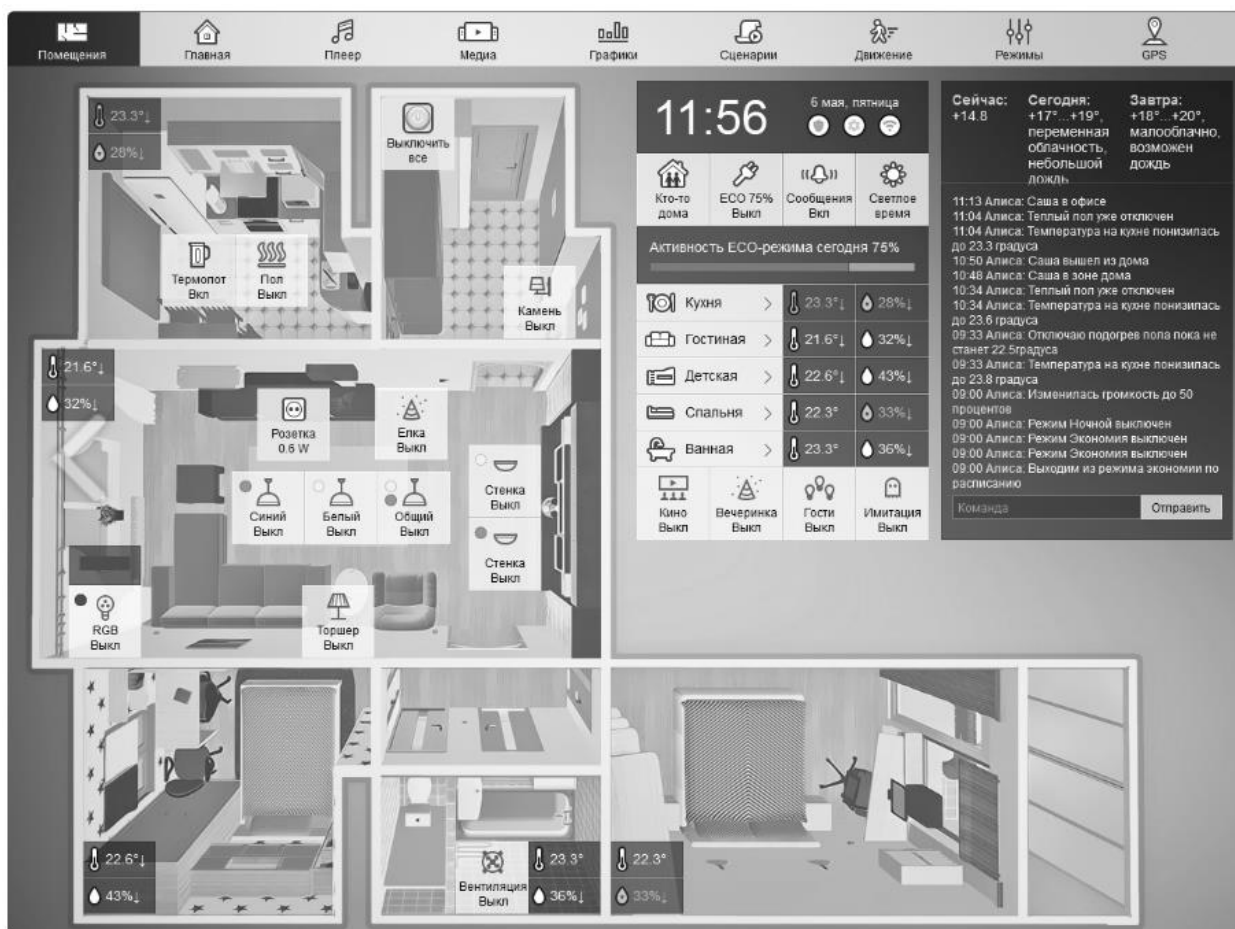 Помещения
Главная
Плеер
Медиа
Графики
Сценарии
Движение
Режимы
GPS
23.3°↓
28%↓
Выключить
все
Термопот
Вкл
Пол
Выкл
Камень
Выкл
21.6°↓
32%↓
Розетка
0.6 W
Елка
Выкл
Стенка
Выкл
Синий
Выкл
Белый
Выкл
Общий
Выкл
Стенка
Выкл
RGB
Выкл
Торшер
Выкл
22.6°↓
43%↓
Вентиляция
Выкл
23.3°
36%↓
22.3°
33%↓
11:56
6 мая, пятница
Кто-то
дома
ECO 75%
Выкл
Сообщения
Вкл
Светлое
время
Активность ECO-режима сегодня 75%
Кухня > 23.3°↓ 28%↓
Гостиная > 21.6°↓ 32%↓
Детская > 22.6°↓ 43%↓
Спальня > 22.3° 33%↓
Ванная > 23.3° 36%↓
Кино
Выкл
Вечеринка
Выкл
Гости
Выкл
Имитация
Выкл
Сейчас:
+14.8
Сегодня:
+17°...+19°,
переменная
облачность,
небольшой
дождь
Завтра:
+18°...+20°,
малооблачно,
возможен
дождь
11:13 Алиса: Саша в офисе
11:04 Алиса: Теплый пол уже отключен
11:04 Алиса: Температура на кухне понизилась
до 23.3 градуса
10:50 Алиса: Саша вышел из дома
10:48 Алиса: Саша в зоне дома
10:34 Алиса: Теплый пол уже отключен
10:34 Алиса: Температура на кухне понизилась
до 23.6 градуса
09:33 Алиса: Отключаю подогрев пола пока не
станет 22.5градуса
09:33 Алиса: Температура на кухне понизилась
до 23.8 градуса
09:00 Алиса: Изменилась громкость до 50
процентов
09:00 Алиса: Режим Ночной выключен
09:00 Алиса: Режим Экономия выключен
09:00 Алиса: Режим Экономия выключен
09:00 Алиса: Выходим из режима экономии по
расписанию
Команда
Отправить